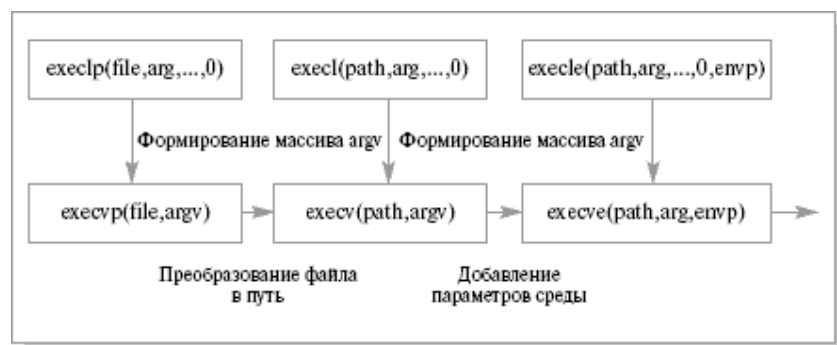 execlp(file,arg,...,0) execl(path,arg,...,0) execle(path,arg,...,0,envp)
Формирование массива argv Формирование массива argv
execvp(file,argv) execv(path,argv) execve(path,arg,envp)
Преобразование файла Добавление
в путь параметров среды